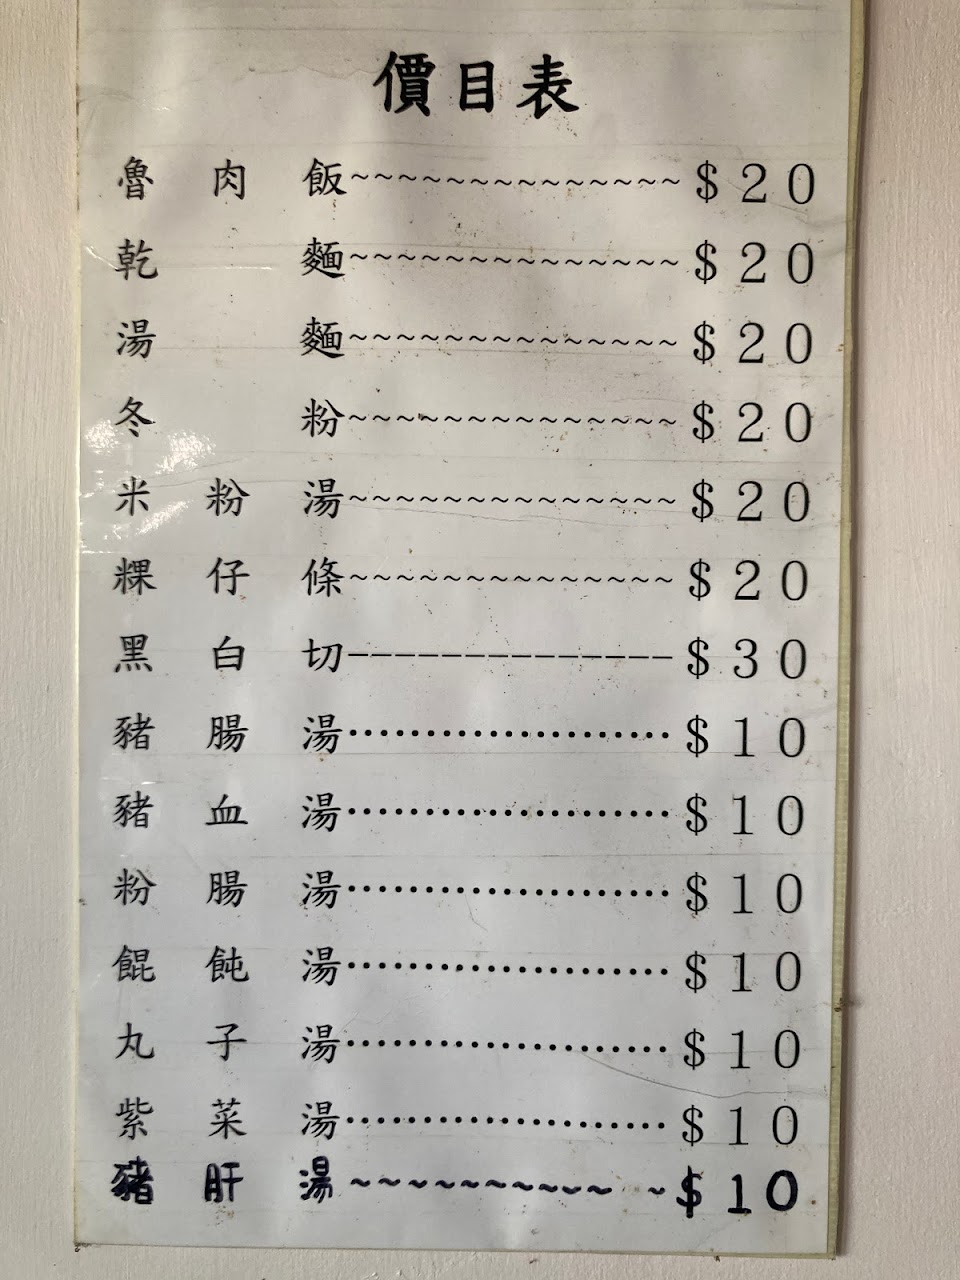 價目表
魯肉飯~~~~~~~~~~~~~~$20
乾麵~~~~~~~~~~~~~~$20
湯麵~~~~~~~~~~~~~~$20
冬粉~~~~~~~~~~~~~~$20
米粉湯~~~~~~~~~~~~~~$20
粿仔條~~~~~~~~~~~~~~$20
黑白切--------------$30
豬腸湯…………………$10
豬血湯…………………$10
粉腸湯…………………$10
餛飩湯…………………$10
丸子湯…………………$10
紫菜湯…………………$10
豬肝湯~~~~~~~~~~ ~$10